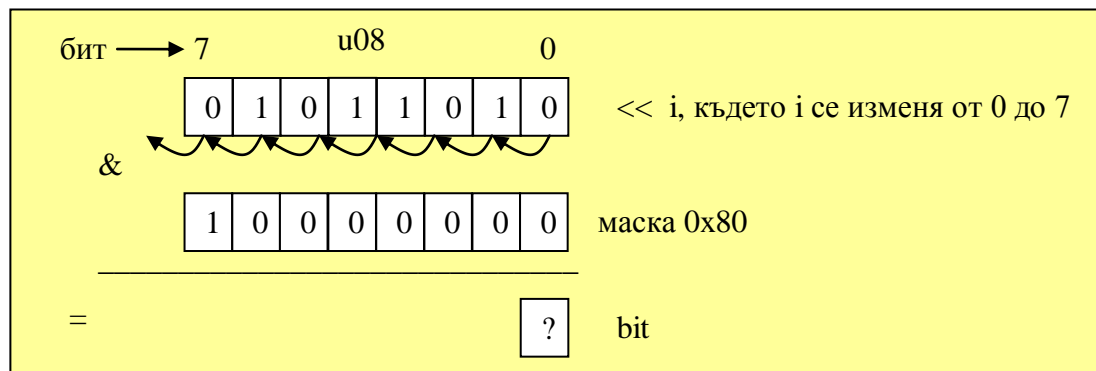 бит 7 u08 0
0 1 0 1 1 0 1 0 << i, където i се изменя от 0 до 7
&
1 0 0 0 0 0 0 0 маска 0x80
= ? bit